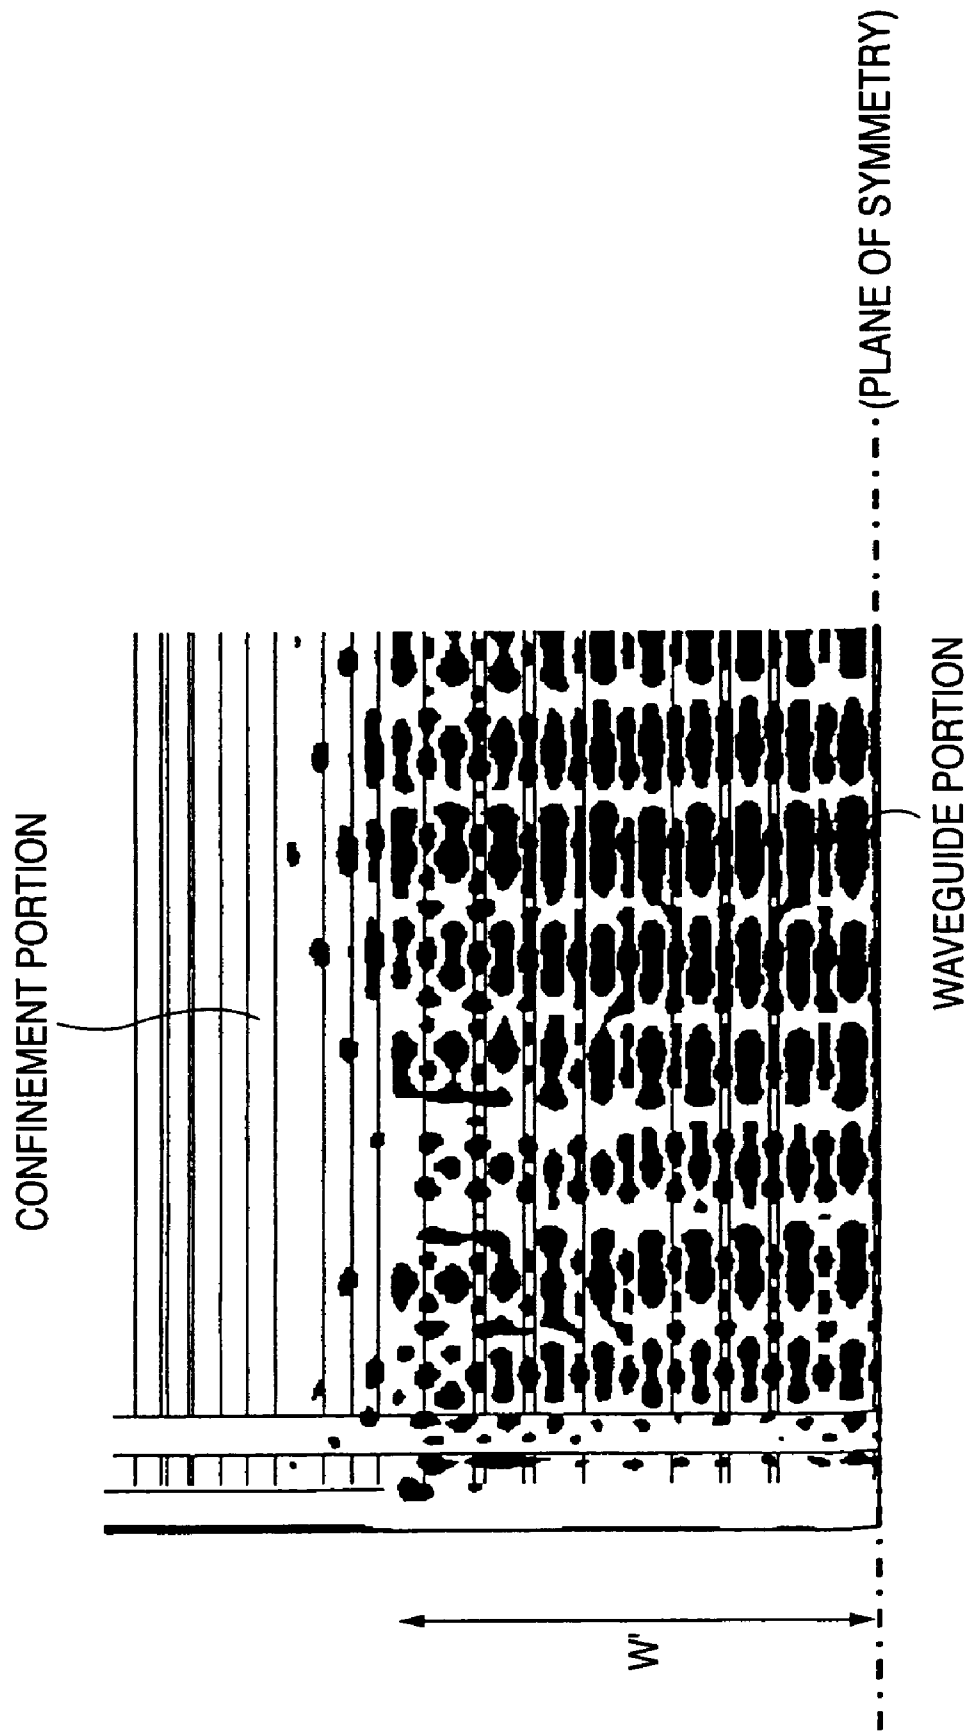 CONFINEMENT PORTION
(PLANE OF SYMMETRY)
WAVEGUIDE PORTION
W'